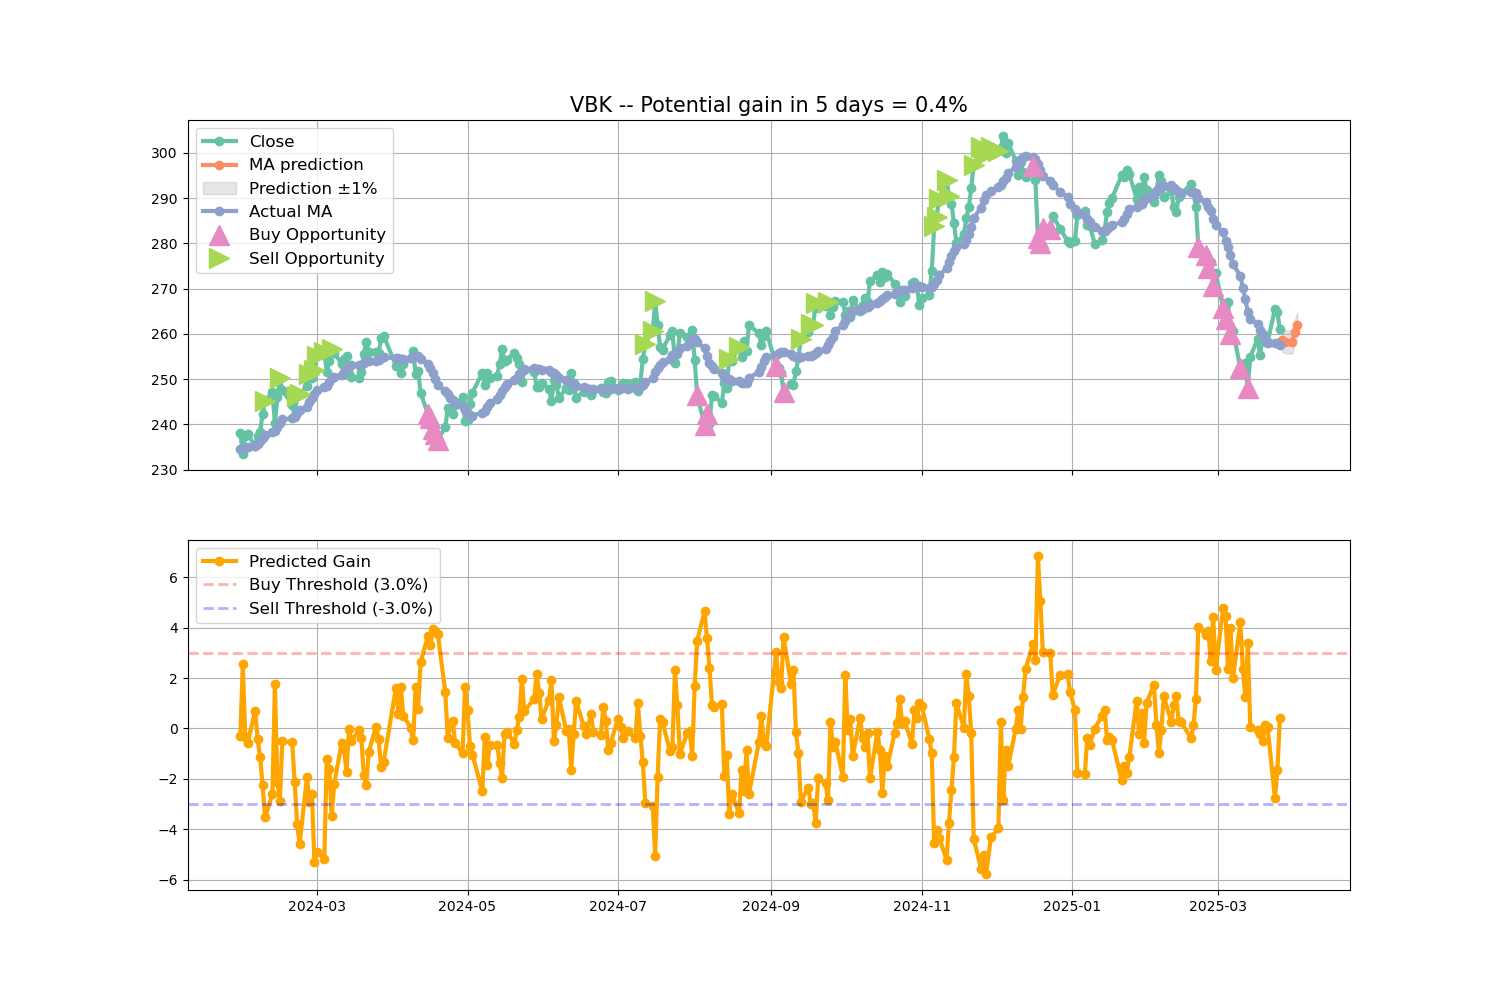 VBK -- Potential gain in 5 days = 0.4%
Close
MA prediction
Prediction ±1%
Actual MA
Buy Opportunity
Sell Opportunity
300
290
280
270
260
250
240
230
Predicted Gain
Buy Threshold (3.0%)
Sell Threshold (-3.0%)
6
4
2
0
−2
−4
−6
2024-03 2024-05 2024-07 2024-09 2024-11 2025-01 2025-03